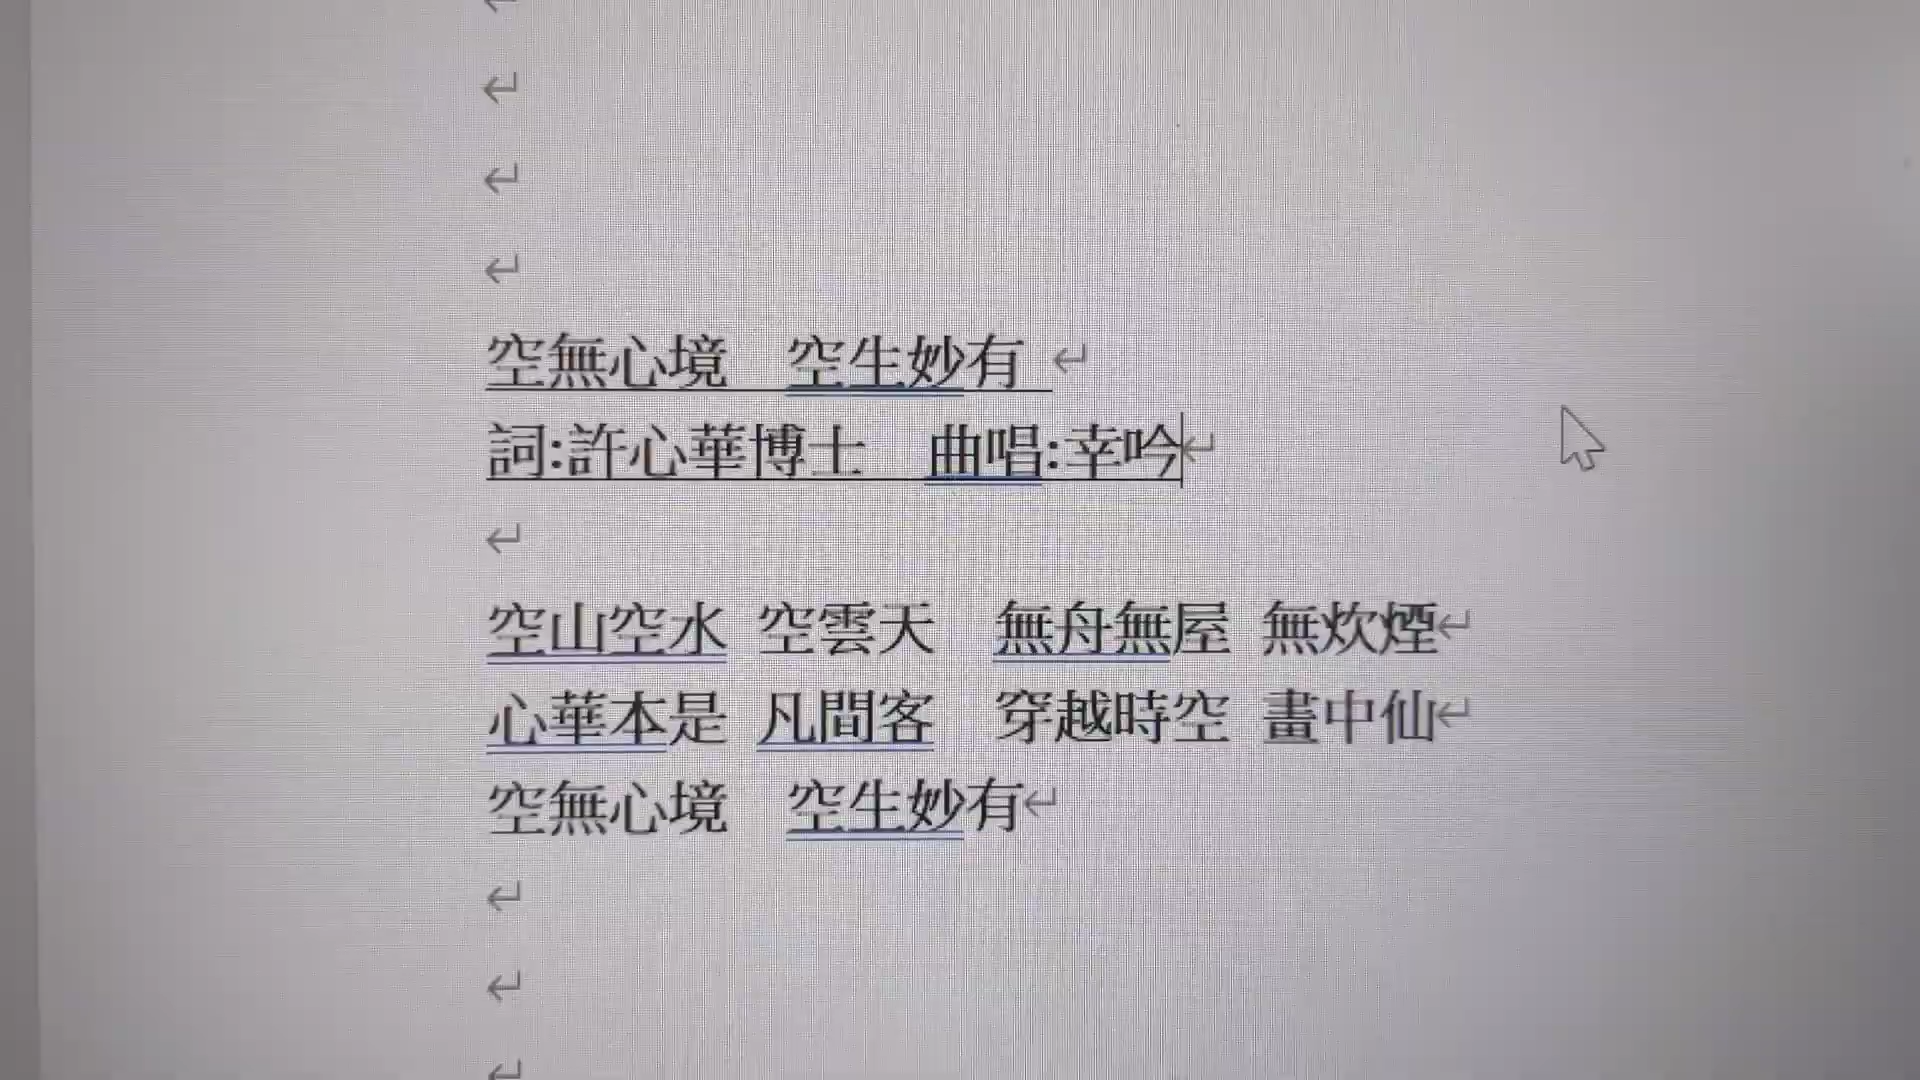 空無心境　空生妙有
詞:許心華博士　曲唱:幸吟
空山空水 空雲天　無舟無屋 無炊煙
心華本是 凡間客　穿越時空 畫中仙
空無心境　空生妙有